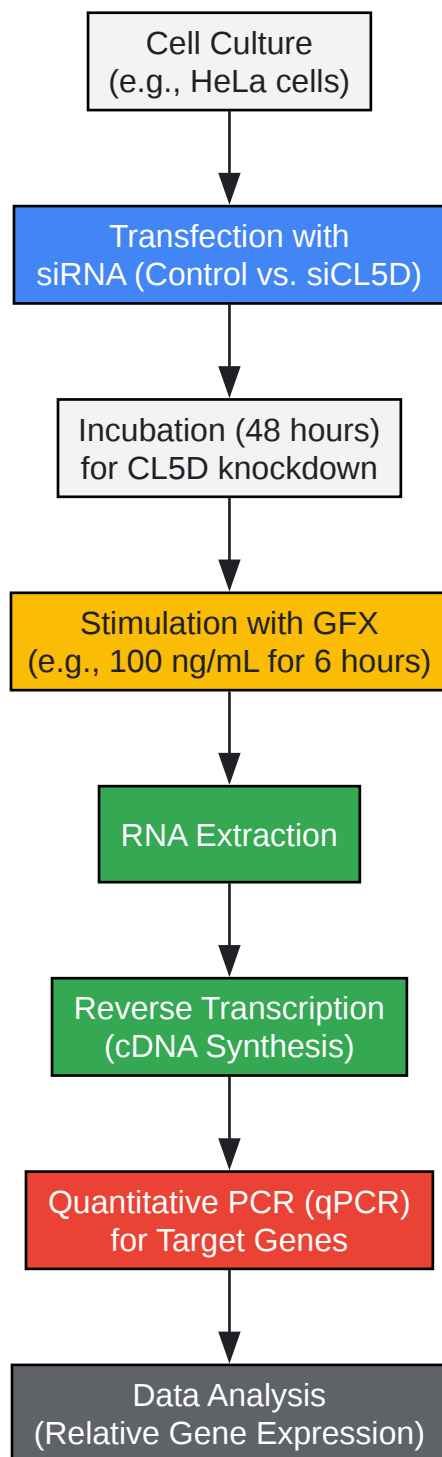 Cell Culture
(e.g., HeLa cells)
Transfection with
siRNA (Control vs. siCL5D)
Incubation (48 hours)
for CL5D knockdown
Stimulation with GFX
(e.g., 100 ng/mL for 6 hours)
RNA Extraction
Reverse Transcription
(cDNA Synthesis)
Quantitative PCR (qPCR)
for Target Genes
Data Analysis
(Relative Gene Expression)